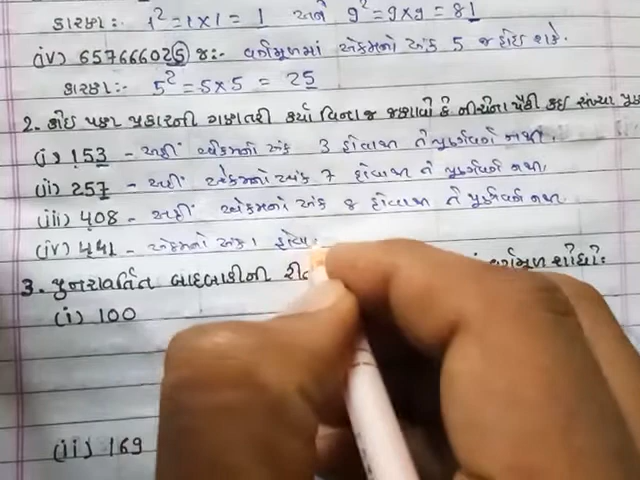 કારણ:- 1² = 1×1 = 1 અને 9² = 9×9 = 81
(iv) 657666025 જ:- વર્ગમૂળમાં એકમનો અંક 5 જ હોઈ શકે.
કારણ:- 5² = 5×5 = 25
2. કોઈ પણ પ્રકારની ગણતરી કર્યા વિના જ જણાવો કે નીચેના પૈકી કઈ સંખ્યા
(i) 153 - અહીં એકમનો અંક 3 હોવાથી તે પૂર્ણવર્ગ નથી.
(ii) 257 - અહીં એકમનો અંક 7 હોવાથી તે પૂર્ણવર્ગ નથી.
(iii) 408 - અહીં એકમનો અંક 8 હોવાથી તે પૂર્ણવર્ગ નથી
(iv) 441 - એકમનો અંક 1
3. પુનરાવર્તિત બાદબાકીની વર્ગમૂળ શોધો:
(i) 100
(ii) 169